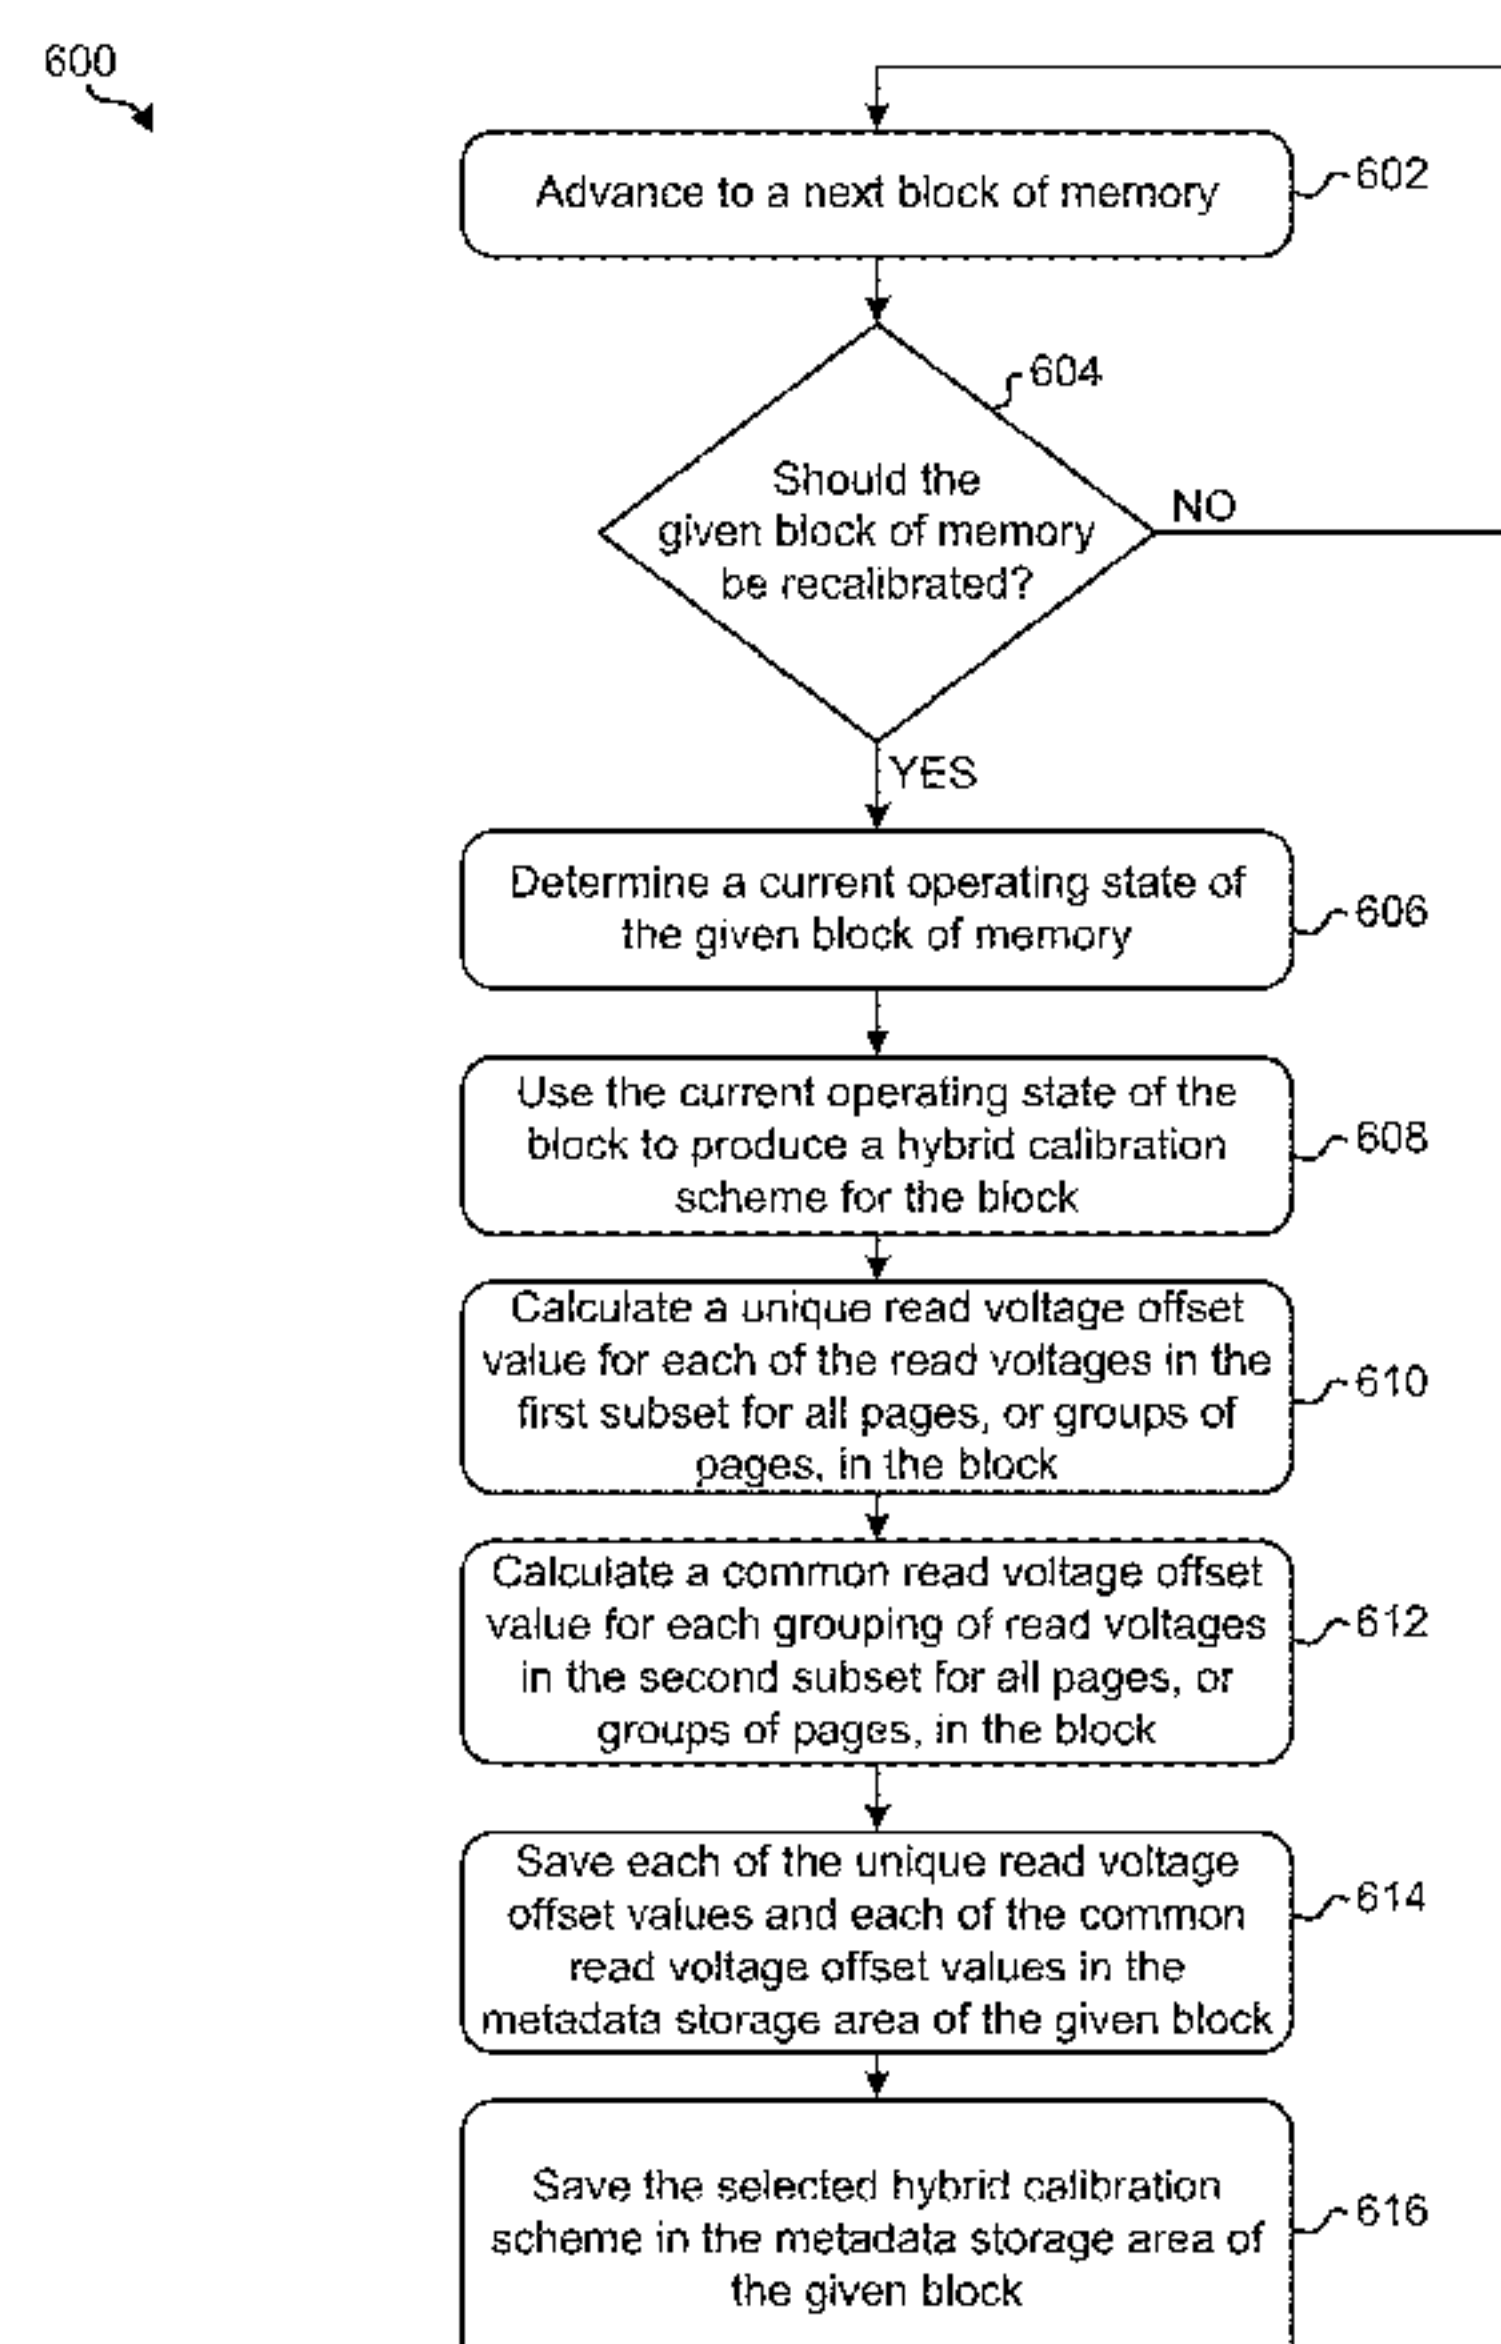 600
Advance to a next block of memory
602
604
Should the
given block of memory
be recalibrated?
NO
YES
Determine a current operating state of
the given block of memory
606
Use the current operating state of the
block to produce a hybrid calibration
scheme for the block
608
Calculate a unique read voltage offset
value for each of the read voltages in the
first subset for all pages, or groups of
pages, in the block
610
Calculate a common read voltage offset
value for each grouping of read voltages
in the second subset for all pages, or
groups of pages, in the block
612
Save each of the unique read voltage
offset values and each of the common
read voltage offset values in the
metadata storage area of the given block
614
Save the selected hybrid calibration
scheme in the metadata storage area of
the given block
616